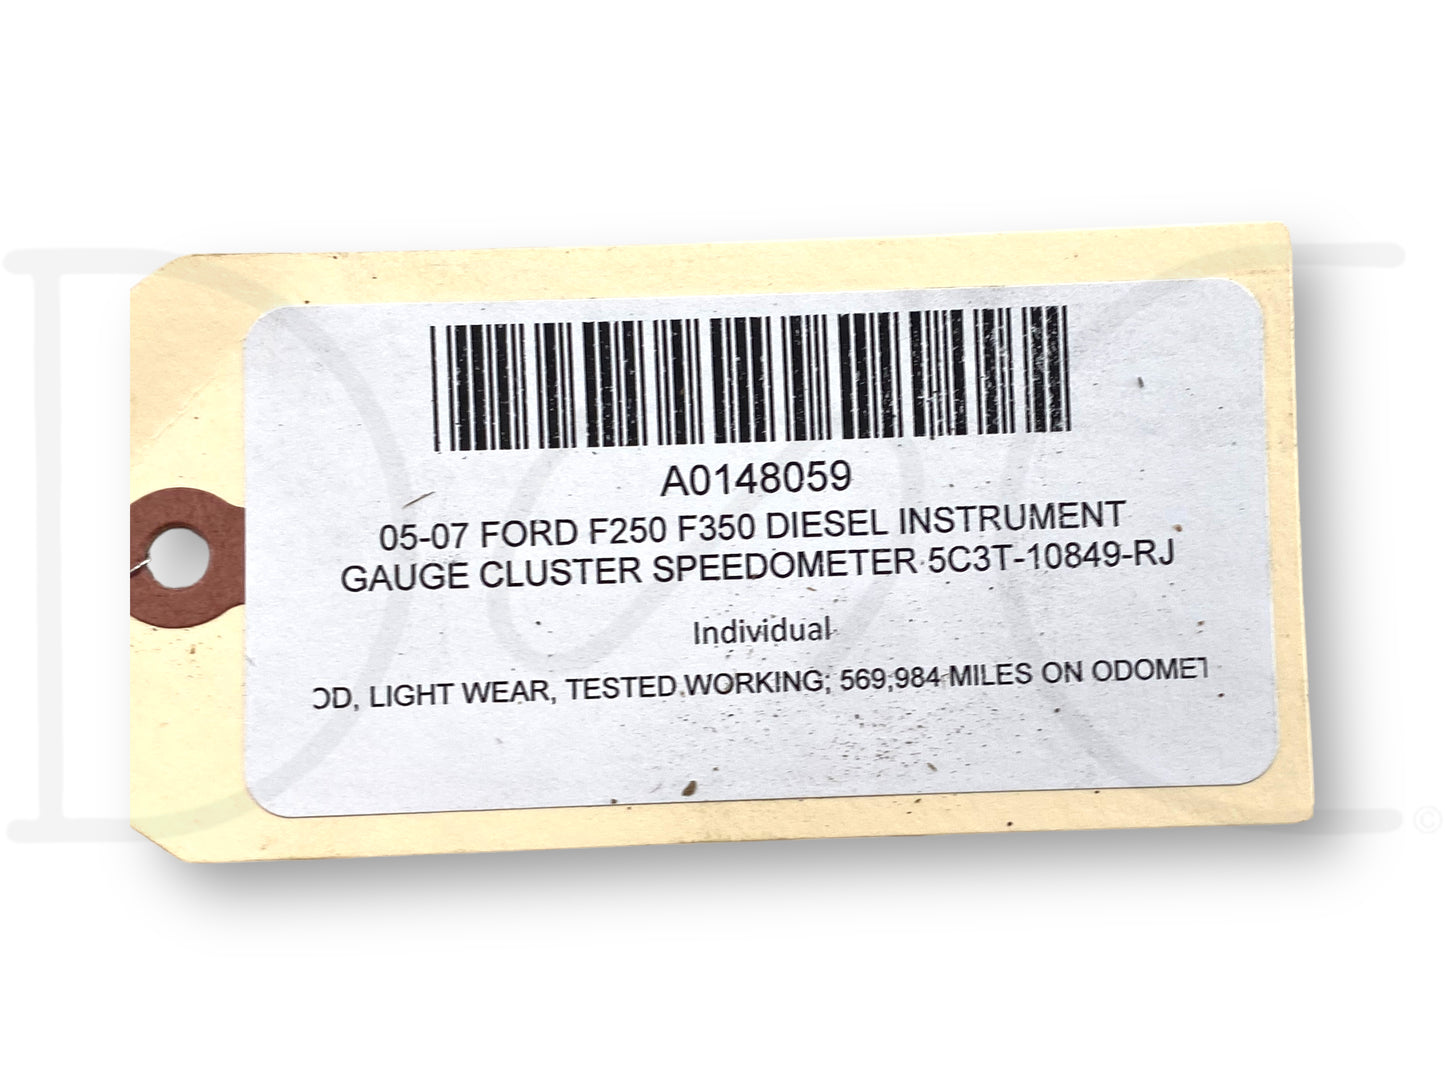 A0148059
05-07 FORD F250 F350 DIESEL INSTRUMENT
GAUGE CLUSTER SPEEDOMETER 5C3T-10849-RJ
Individual
OD, LIGHT WEAR, TESTED WORKING; 569,984 MILES ON ODOMET
©